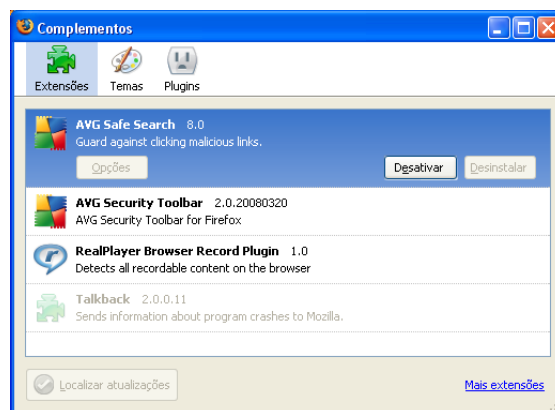 Complementos
Extensões Temas Plugins
AVG Safe Search 8.0
Guard against clicking malicious links.
Opções Desativar Desinstalar
AVG Security Toolbar 2.0.20080320
AVG Security Toolbar for Firefox
RealPlayer Browser Record Plugin 1.0
Detects all recordable content on the browser
Talkback 2.0.0.11
Sends information about program crashes to Mozilla.
Localizar atualizações Mais extensões